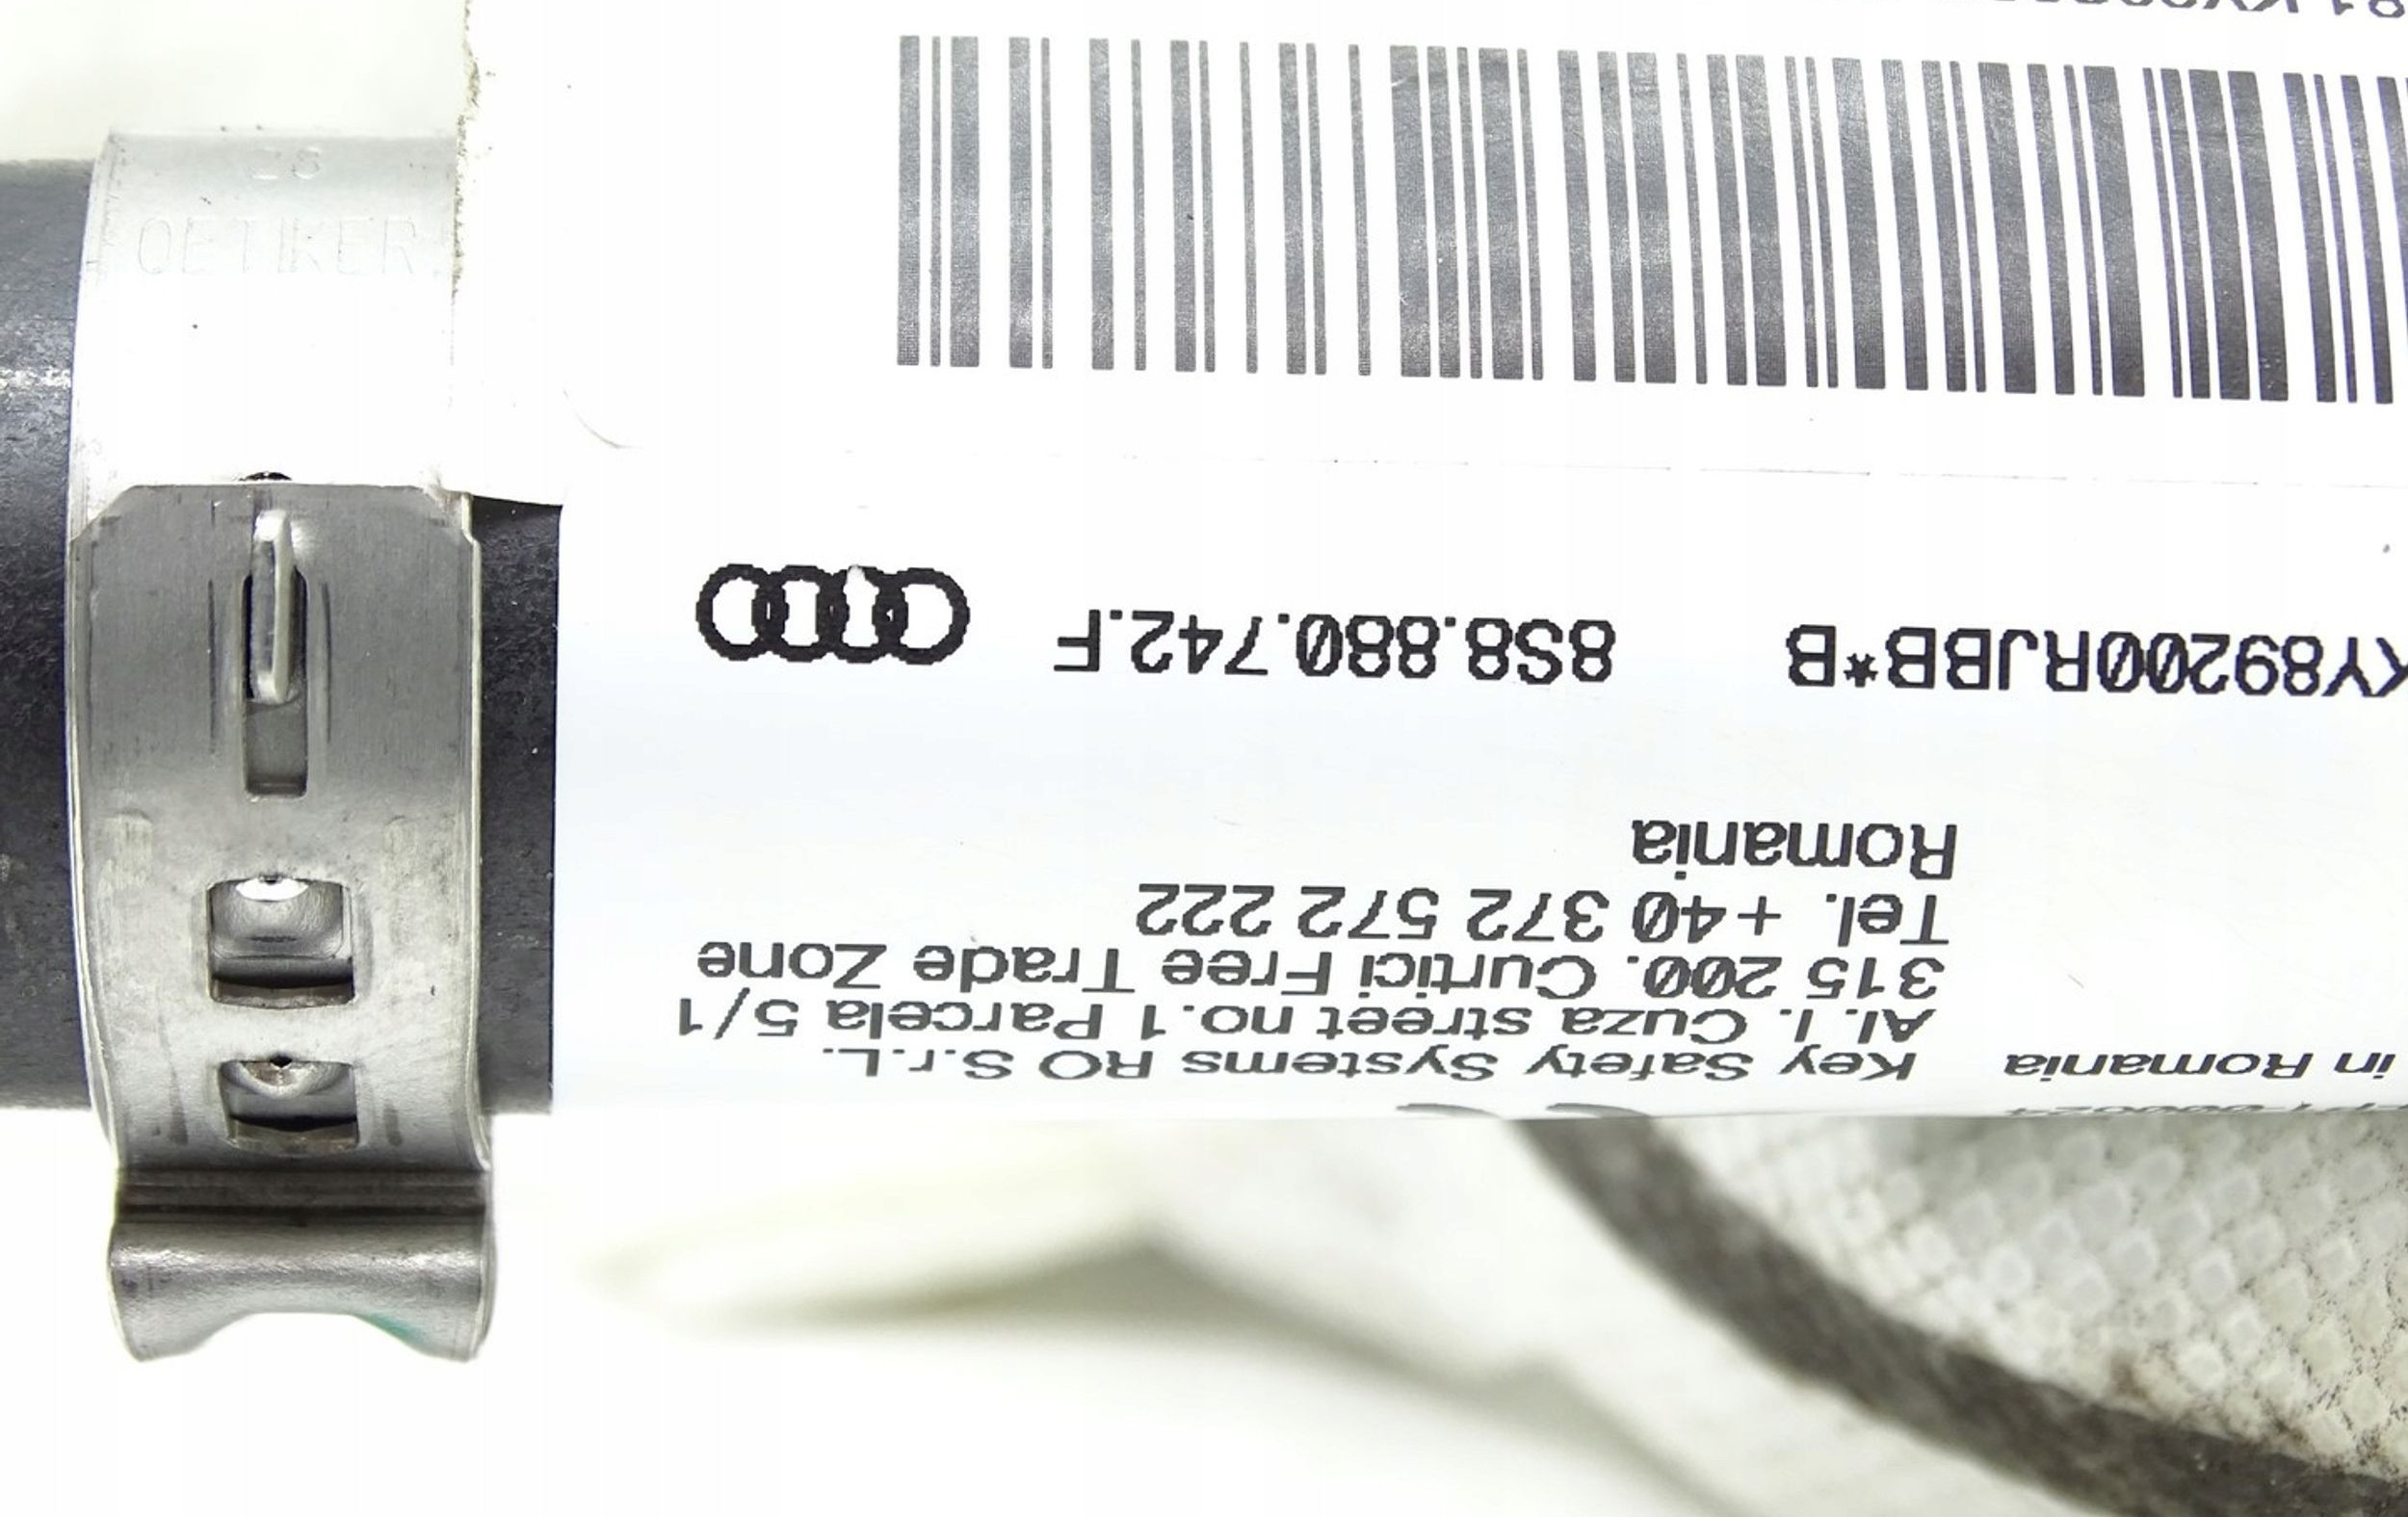 in Romania
Key Safety Systems RO S.r.L.
Al. I. Cuza street no.1 Parcela 5/1
315 200. Curtici Free Trade Zone
Tel. +40 372 572 222
Romania
KY89200RJBB*B 8S8.880.742.F
28
OETIKER